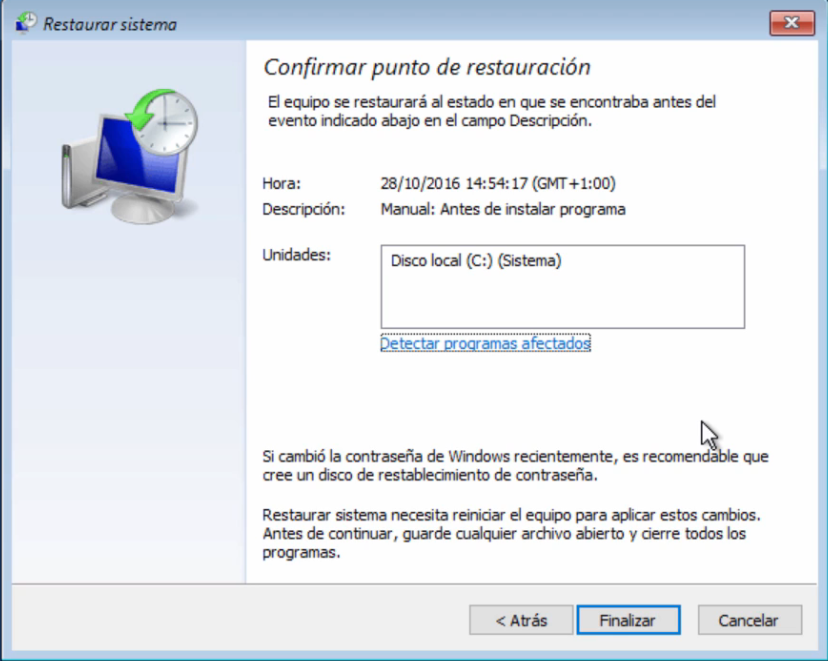 Restaurar sistema
Confirmar punto de restauración
El equipo se restaurará al estado en que se encontraba antes del
evento indicado abajo en el campo Descripción.
Hora: 28/10/2016 14:54:17 (GMT+1:00)
Descripción: Manual: Antes de instalar programa
Unidades: Disco local (C:) (Sistema)
Detectar programas afectados
Si cambió la contraseña de Windows recientemente, es recomendable que
cree un disco de restablecimiento de contraseña.
Restaurar sistema necesita reiniciar el equipo para aplicar estos cambios.
Antes de continuar, guarde cualquier archivo abierto y cierre todos los
programas.
< Atrás Finalizar Cancelar